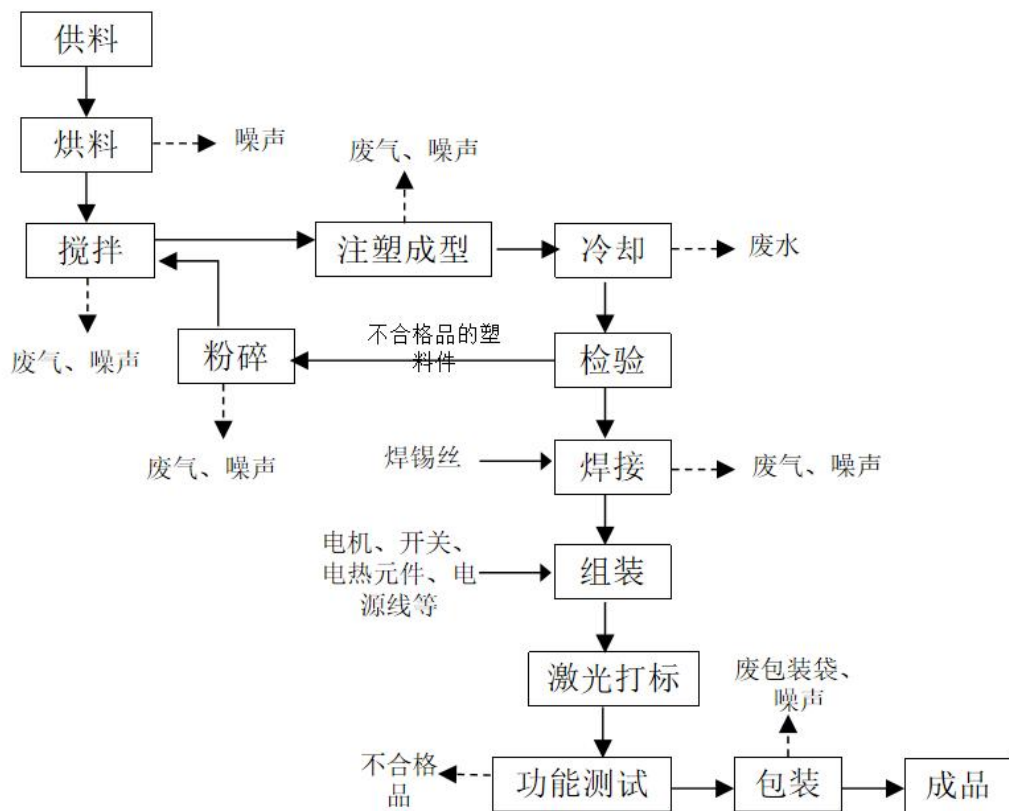 供料
烘料
噪声
废气、噪声
搅拌
注塑成型
冷却
废水
不合格品的塑
料件
粉碎
检验
废气、噪声
废气、噪声
焊锡丝
焊接
废气、噪声
电机、开关、
电热元件、电
源线等
组装
激光打标
废包装袋、
噪声
不合格
品
功能测试
包装
成品